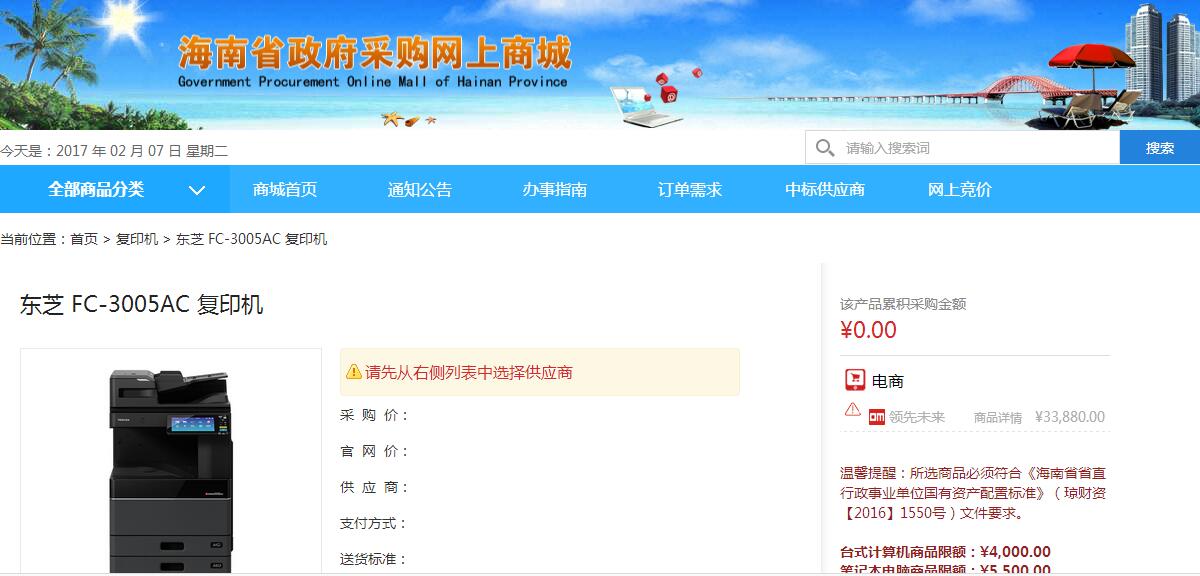 海南省政府采购网上商城
Government Procurement Online Mall of Hainan Province
今天是：2017 年 02 月 07 日 星期二
请输入搜索词
搜索
全部商品分类
商城首页
通知公告
办事指南
订单需求
中标供应商
网上竞价
当前位置：首页 > 复印机 > 东芝 FC-3005AC 复印机
东芝 FC-3005AC 复印机
请先从右侧列表中选择供应商
采 购 价：
官 网 价：
供 应 商：
支付方式：
送货标准：
该产品累积采购金额
¥0.00
电商
领先未来 商品详情 ¥33,880.00
温馨提醒：所选商品必须符合《海南省省直
行政事业单位国有资产配置标准》（琼财资
【2016】1550号）文件要求。
台式计算机商品限额：¥4,000.00
笔记本电脑商品限额：¥5,500.00